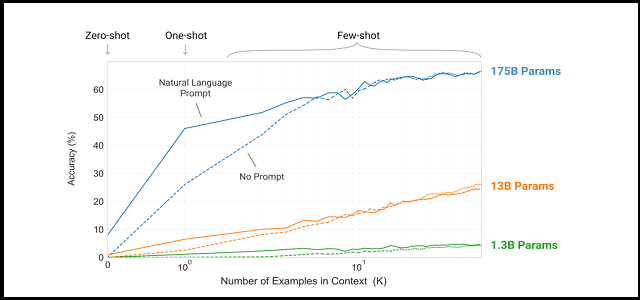 Zero-shot One-shot Few-shot
175B Params
Natural Language
Prompt
No Prompt
13B Params
1.3B Params
Accuracy (%)
60
50
40
30
20
10
0
0 10^0 10^1
Number of Examples in Context (K)